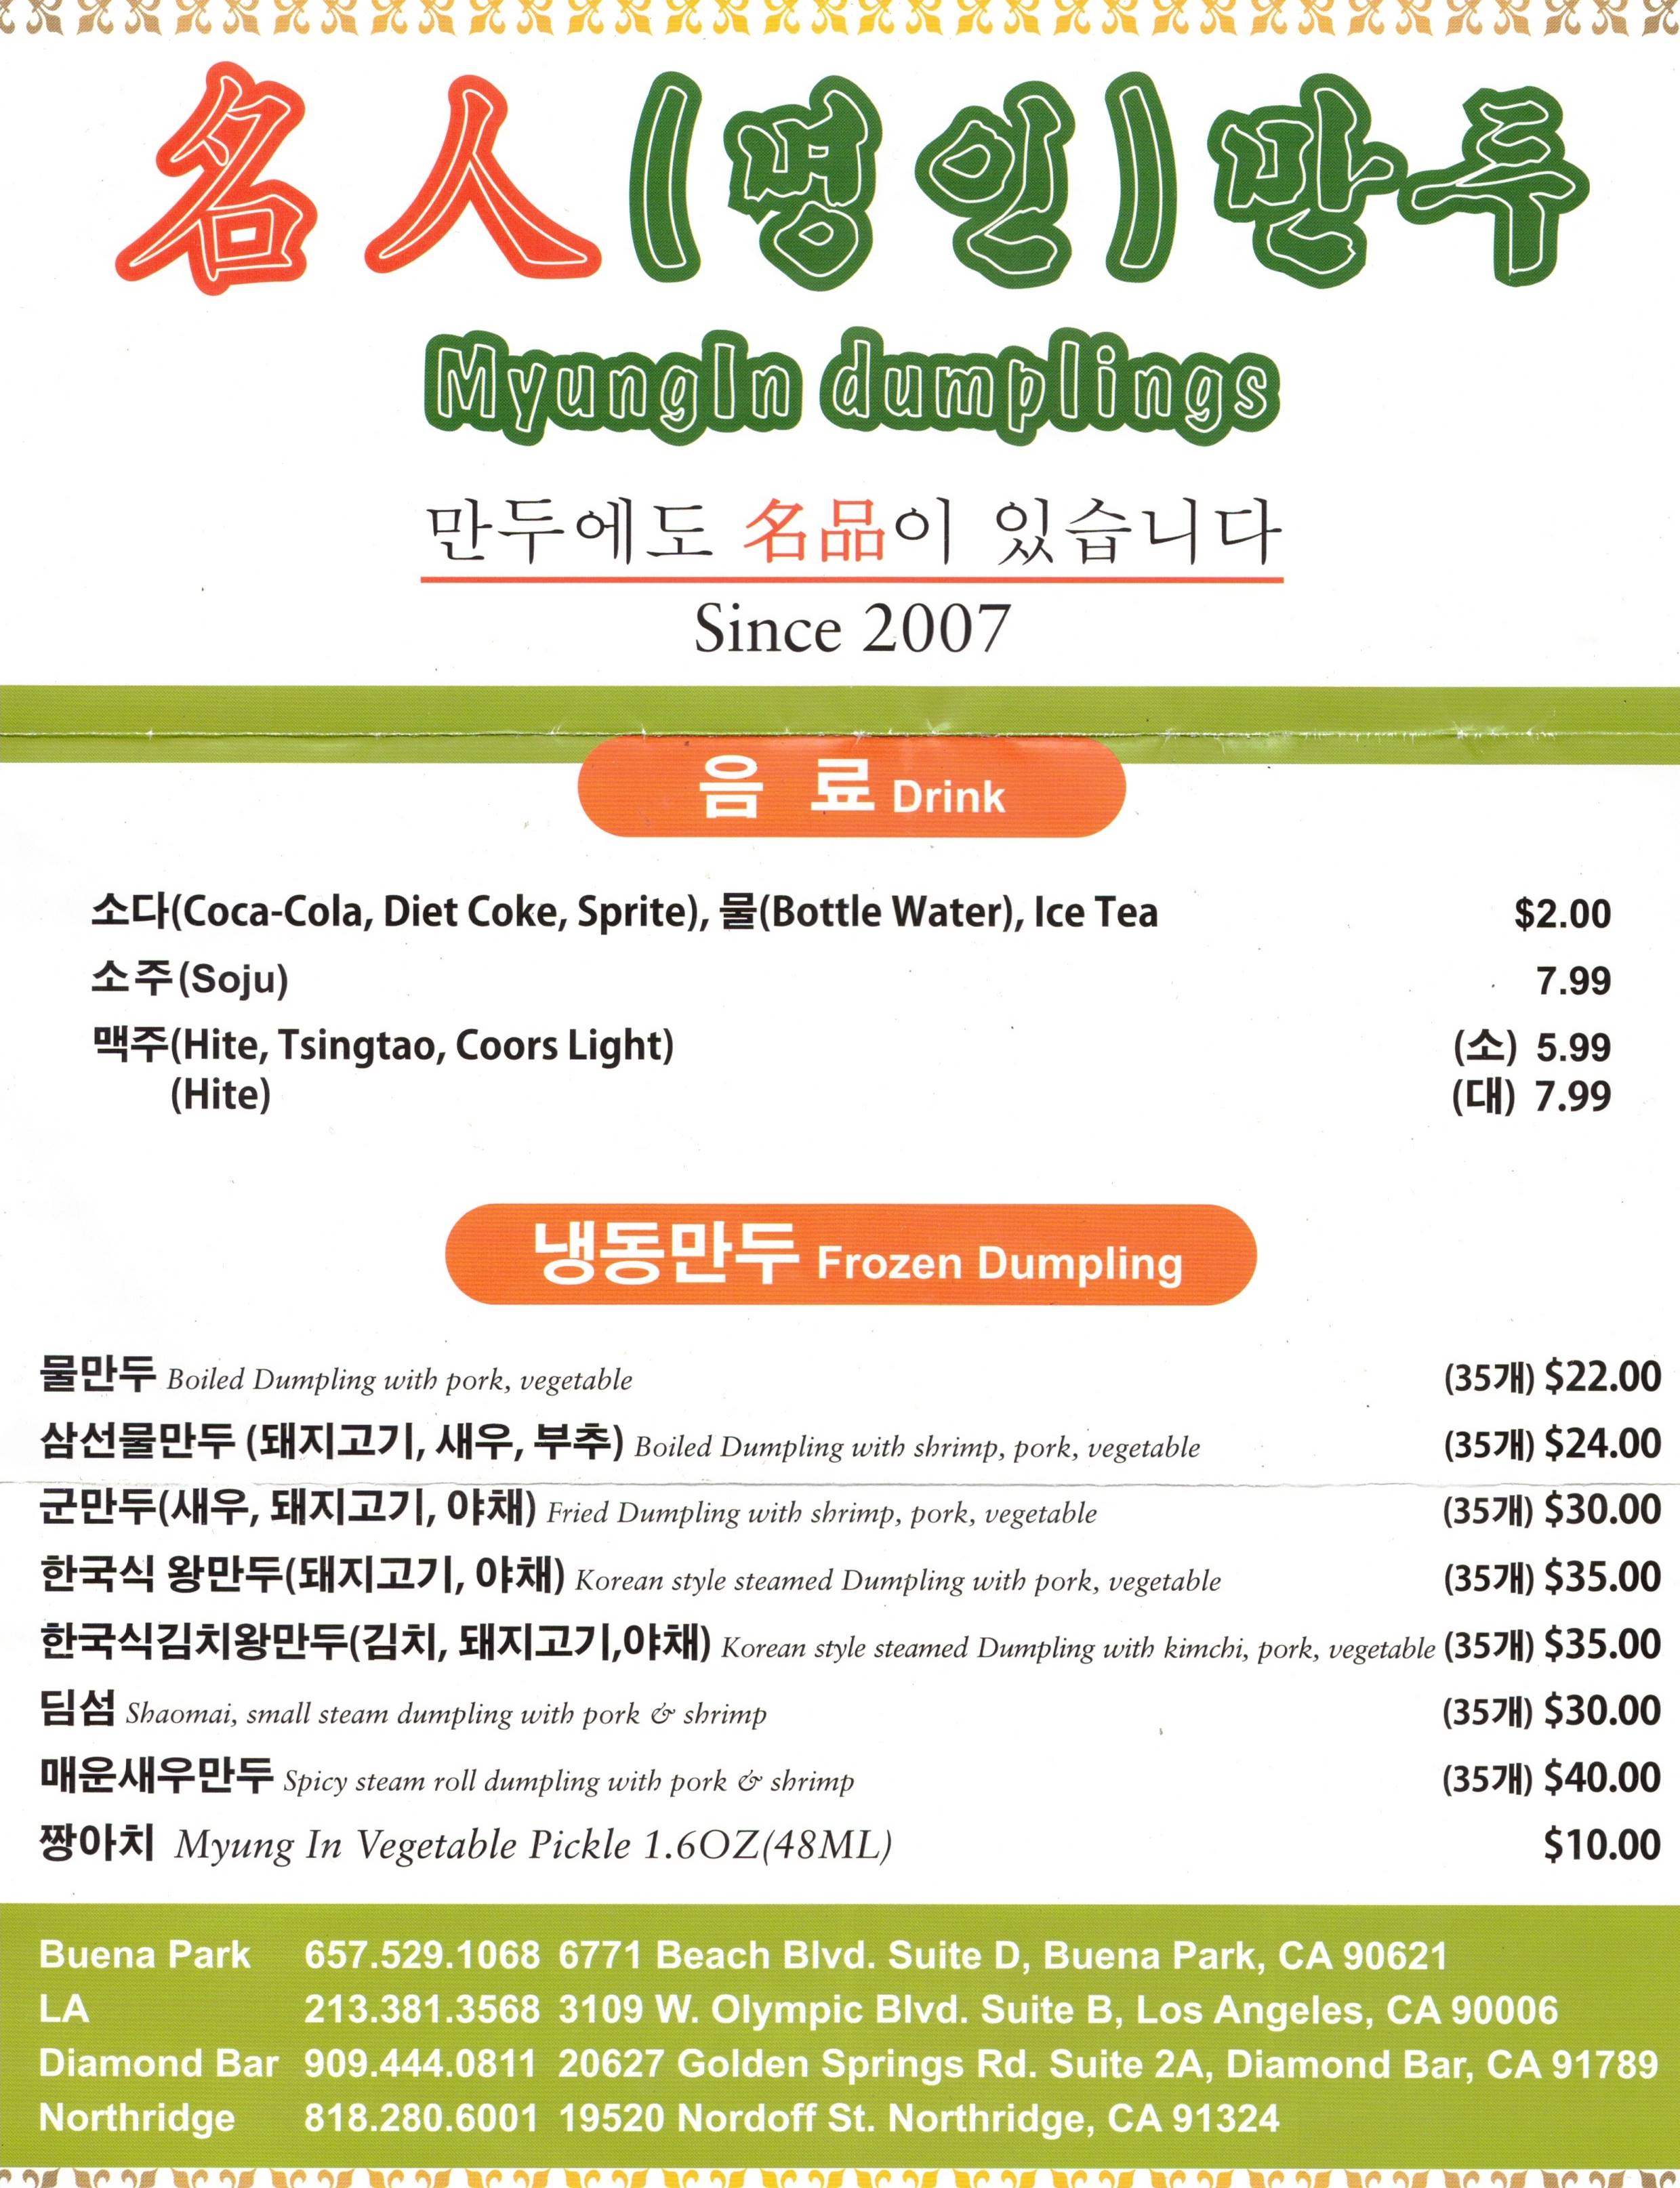 名人(명인)만두
MyungIn dumplings
만두에도 名品이 있습니다
Since 2007
음 료 Drink
소다(Coca-Cola, Diet Coke, Sprite), 물(Bottle Water), Ice Tea $2.00
소주(Soju) 7.99
맥주(Hite, Tsingtao, Coors Light) (소) 5.99
(Hite) (대) 7.99
냉동만두 Frozen Dumpling
물만두 Boiled Dumpling with pork, vegetable (35개) $22.00
삼선물만두 (돼지고기, 새우, 부추) Boiled Dumpling with shrimp, pork, vegetable (35개) $24.00
군만두(새우, 돼지고기, 야채) Fried Dumpling with shrimp, pork, vegetable (35개) $30.00
한국식 왕만두(돼지고기, 야채) Korean style steamed Dumpling with pork, vegetable (35개) $35.00
한국식김치왕만두(김치, 돼지고기,야채) Korean style steamed Dumpling with kimchi, pork, vegetable (35개) $35.00
딤섬 Shaomai, small steam dumpling with pork & shrimp (35개) $30.00
매운새우만두 Spicy steam roll dumpling with pork & shrimp (35개) $40.00
짱아치 Myung In Vegetable Pickle 1.6OZ(48ML) $10.00
Buena Park 657.529.1068 6771 Beach Blvd. Suite D, Buena Park, CA 90621
LA 213.381.3568 3109 W. Olympic Blvd. Suite B, Los Angeles, CA 90006
Diamond Bar 909.444.0811 20627 Golden Springs Rd. Suite 2A, Diamond Bar, CA 91789
Northridge 818.280.6001 19520 Nordoff St. Northridge, CA 91324